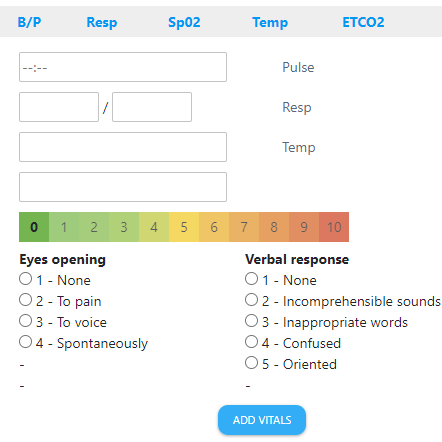 B/P Resp Sp02 Temp ETCO2
--:-- Pulse
/ Resp
Temp
0 1 2 3 4 5 6 7 8 9 10
Eyes opening Verbal response
1 - None 1 - None
2 - To pain 2 - Incomprehensible sounds
3 - To voice 3 - Inappropriate words
4 - Spontaneously 4 - Confused
- 5 - Oriented
- -
ADD VITALS